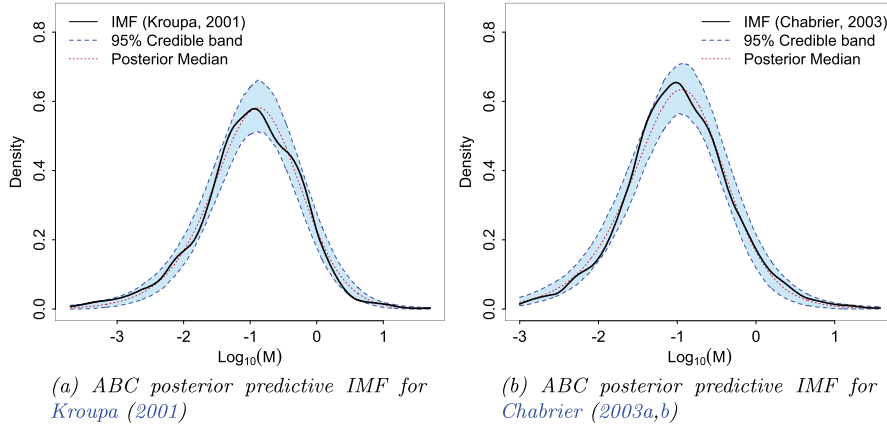 IMF (Kroupa, 2001)
95% Credible band
Posterior Median
Density
0.0
0.2
0.4
0.6
0.8
-3
-2
-1
0
1
Log10(M)
(a) ABC posterior predictive IMF for
Kroupa (2001)
IMF (Chabrier, 2003)
95% Credible band
Posterior Median
Density
0.0
0.2
0.4
0.6
0.8
-3
-2
-1
0
1
Log10(M)
(b) ABC posterior predictive IMF for
Chabrier (2003a,b)